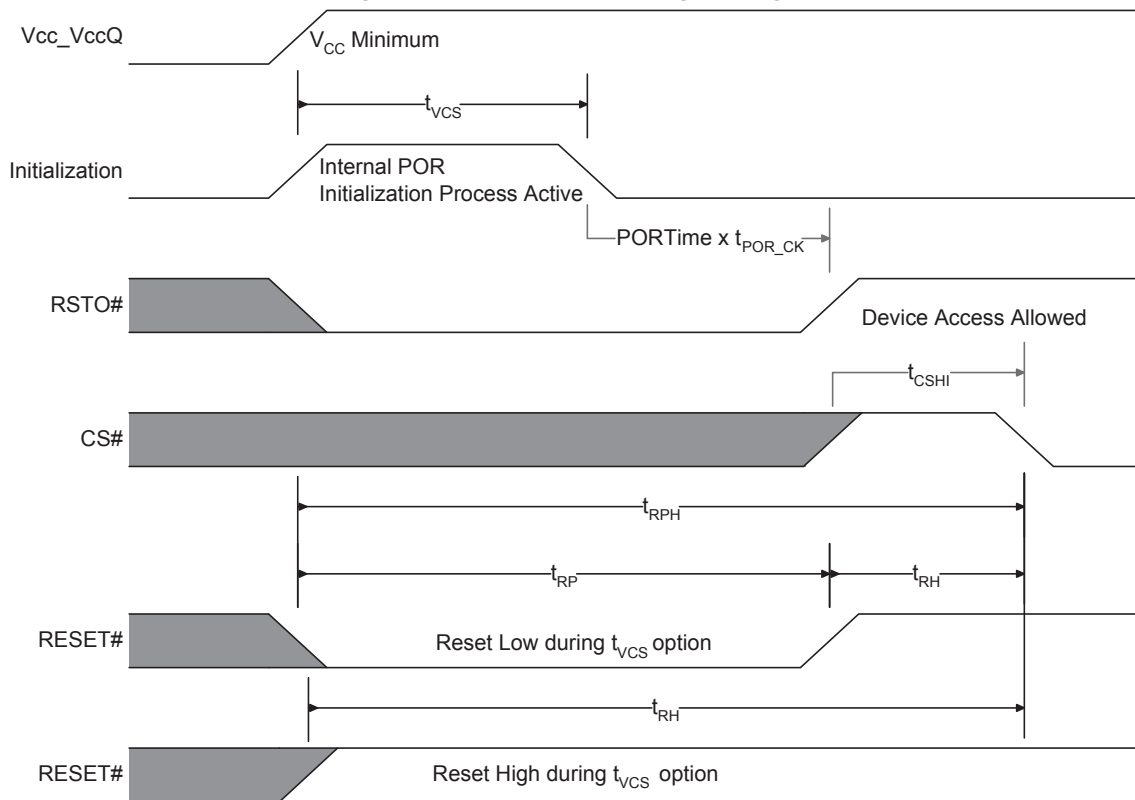 Vcc_VccQ
VCC Minimum
tVCS
Initialization
Internal POR
Initialization Process Active
PORTime x tPOR_CK
RSTO#
Device Access Allowed
tCSHI
CS#
tRPH
tRP
tRH
RESET#
Reset Low during tVCS option
tRH
RESET#
Reset High during tVCS option